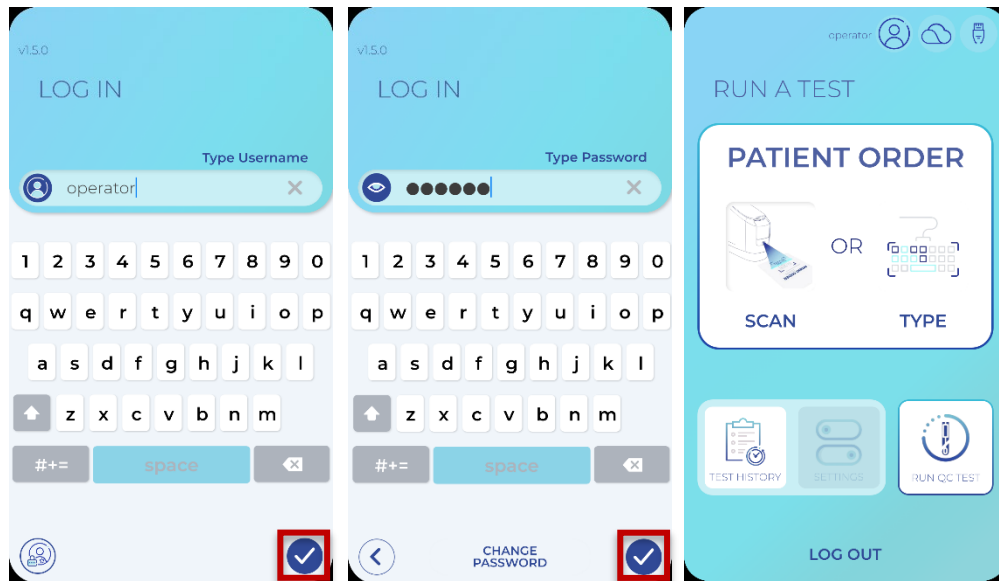 v1.5.0
LOG IN
Type Username
operator
1 2 3 4 5 6 7 8 9 0
q w e r t y u i o p
a s d f g h j k l
z x c v b n m
#+= space
v1.5.0
LOG IN
Type Password
1 2 3 4 5 6 7 8 9 0
q w e r t y u i o p
a s d f g h j k l
z x c v b n m
#+= space
CHANGE
PASSWORD
operator
RUN A TEST
PATIENT ORDER
OR
SCAN TYPE
TEST HISTORY SETTINGS RUN QC TEST
LOG OUT